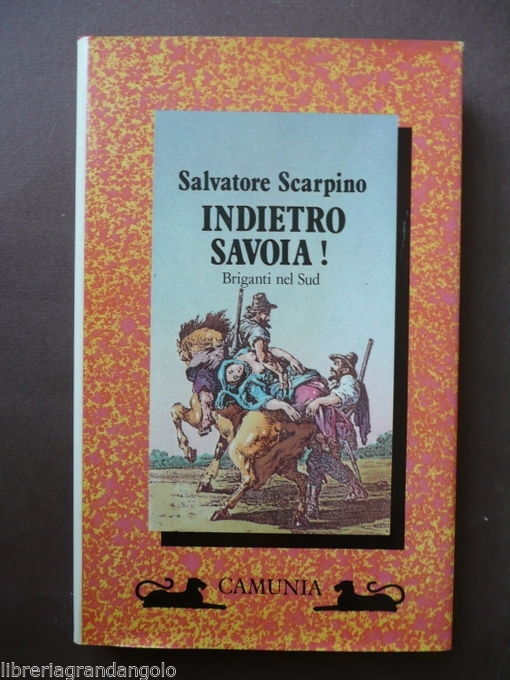 Salvatore Scarpino
INDIETRO
SAVOIA !
Briganti nel Sud
CAMUNIA
libreriagrandangolo